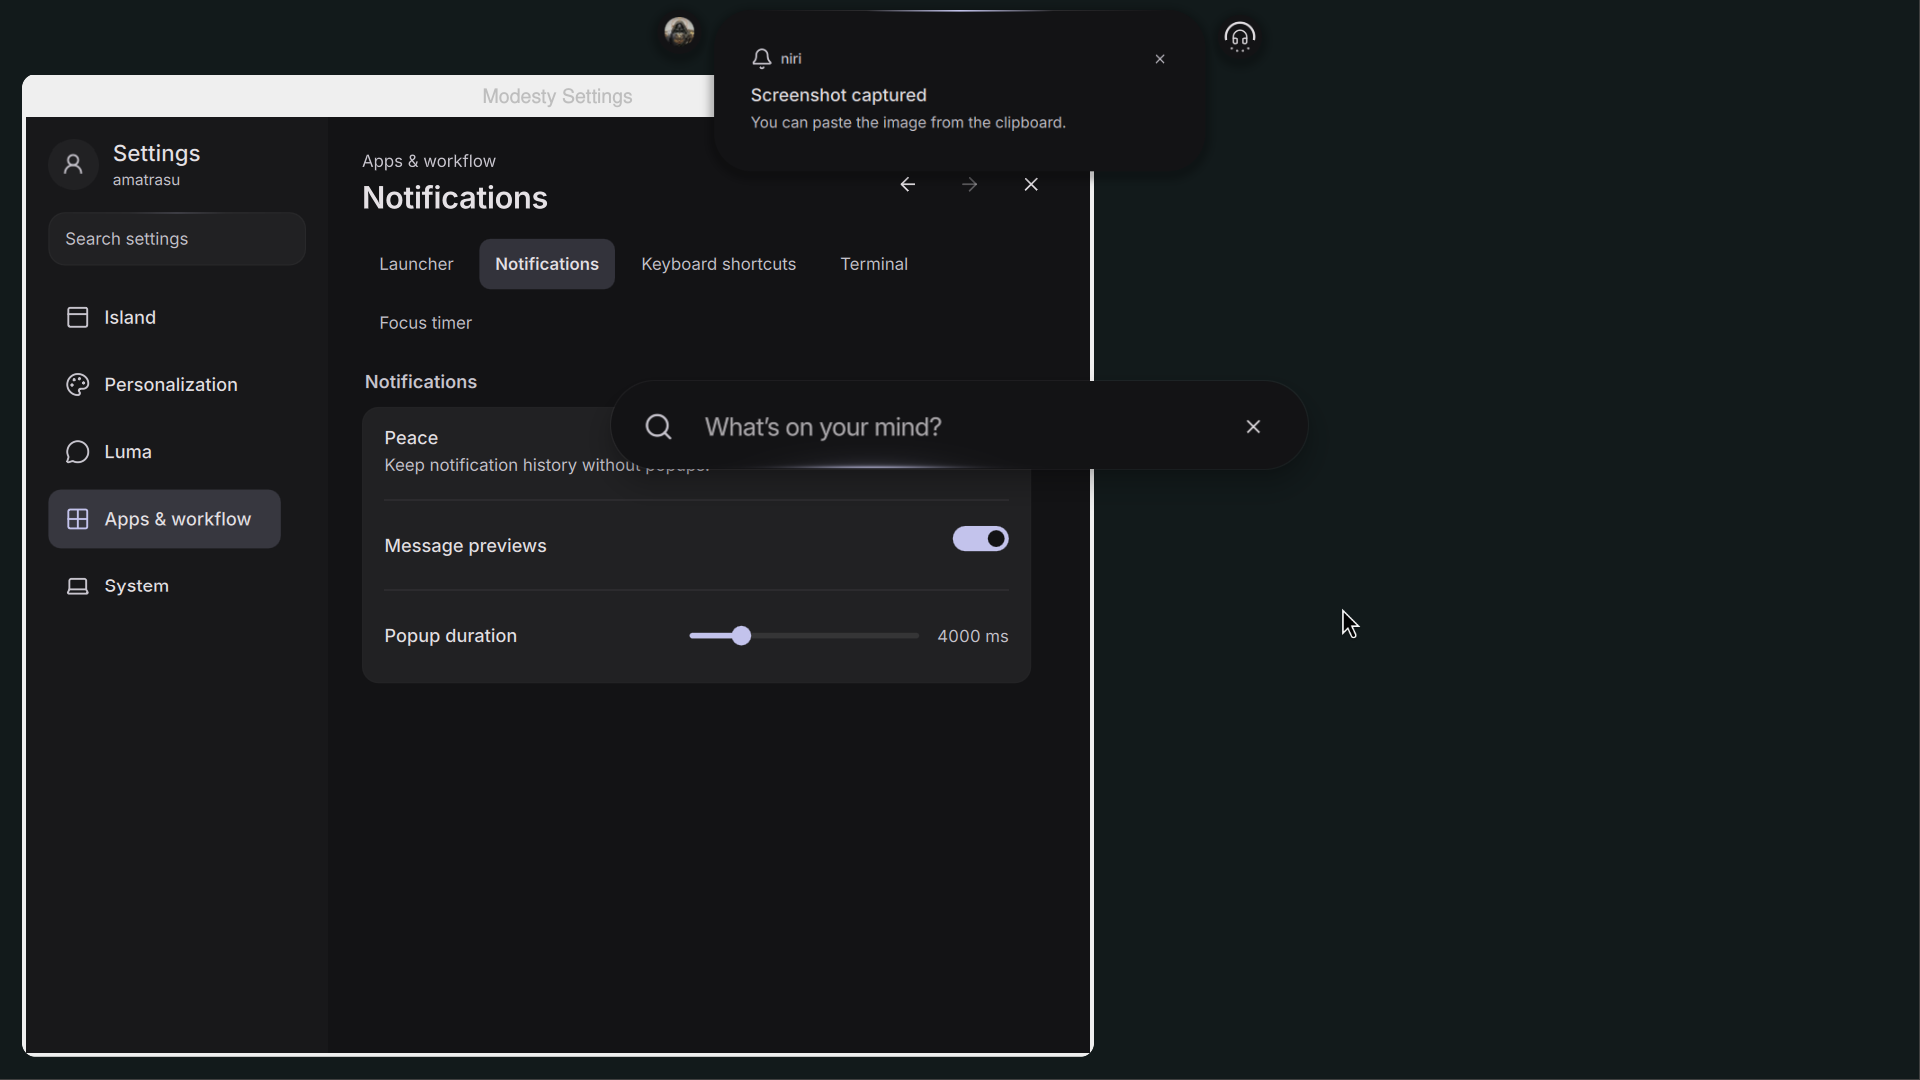 niri
Screenshot captured
You can paste the image from the clipboard.
Modesty Settings
Settings
amatrasu
Search settings
Island
Personalization
Luma
Apps & workflow
System
Apps & workflow
Notifications
Launcher
Notifications
Keyboard shortcuts
Terminal
Focus timer
Notifications
What's on your mind?
Peace
Keep notification history without popups.
Message previews
Popup duration
4000 ms